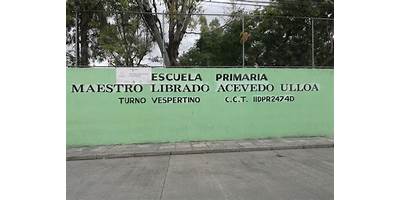 ESCUELA PRIMARIA
MAESTRO LIBRADO ACEVEDO ULLOA
TURNO VESPERTINO C.C.T. 11DPR2474D